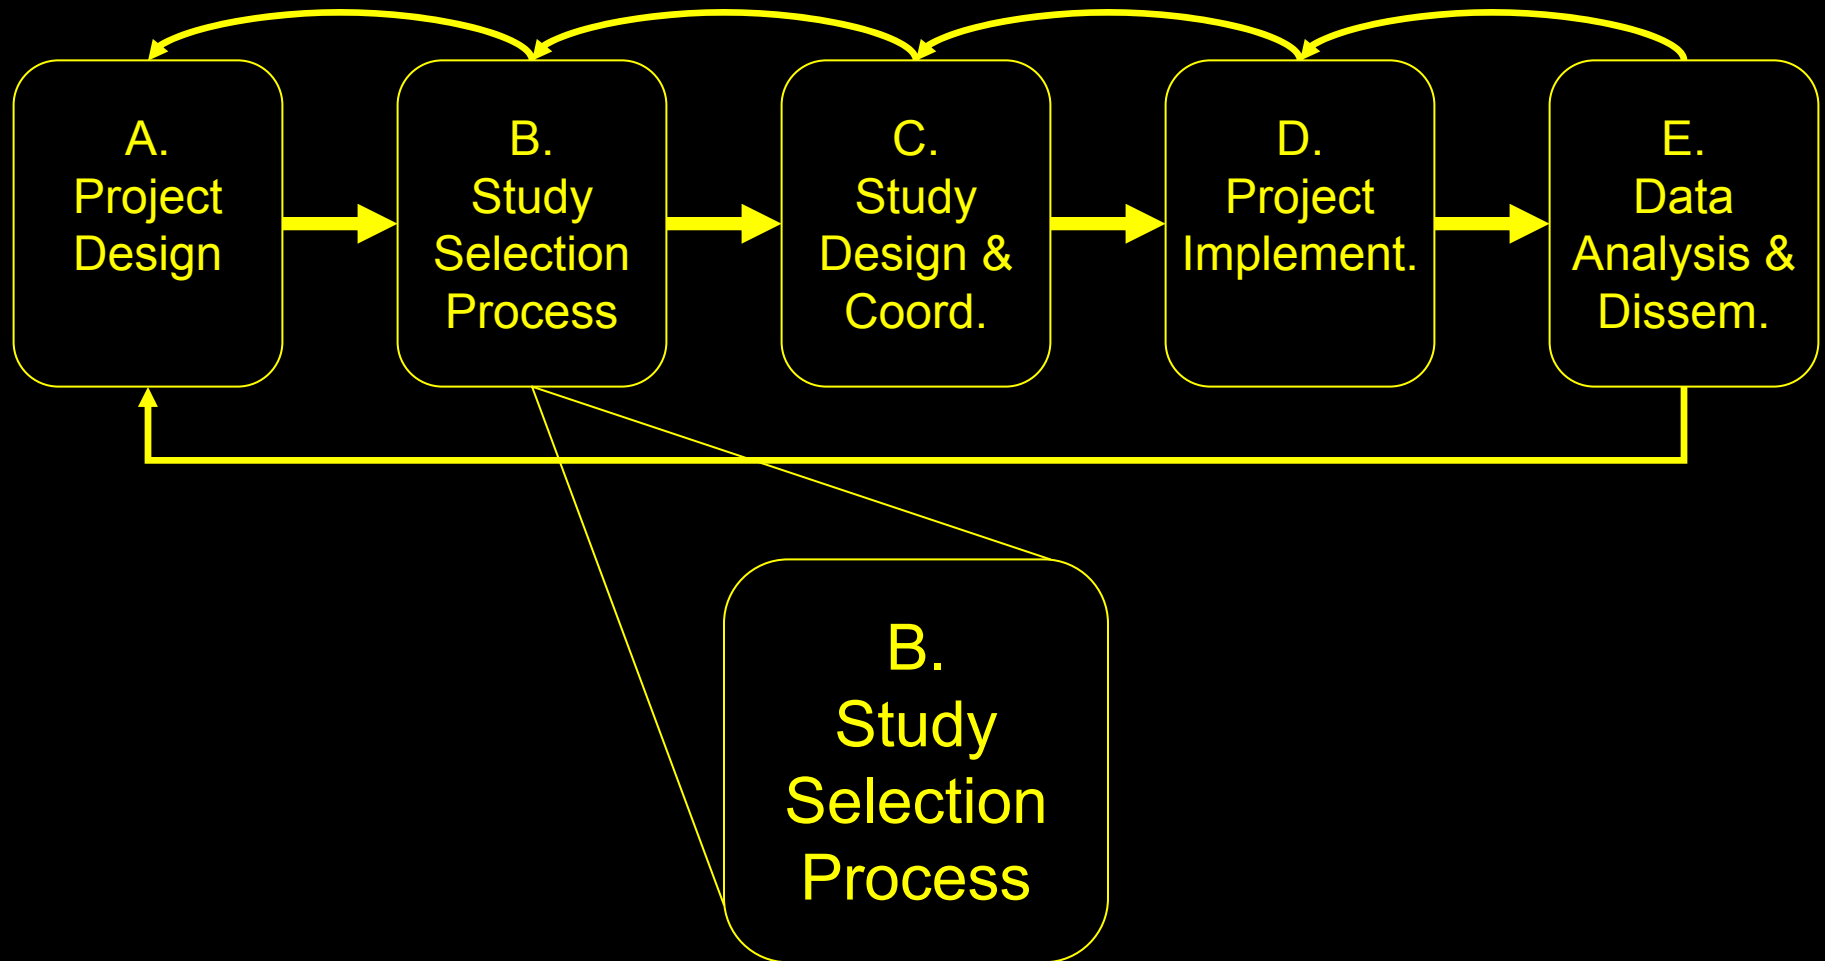 A.
Project
Design
B.
Study
Selection
Process
C.
Study
Design &
Coord.
D.
Project
Implement.
E.
Data
Analysis &
Dissem.
B.
Study
Selection
Process